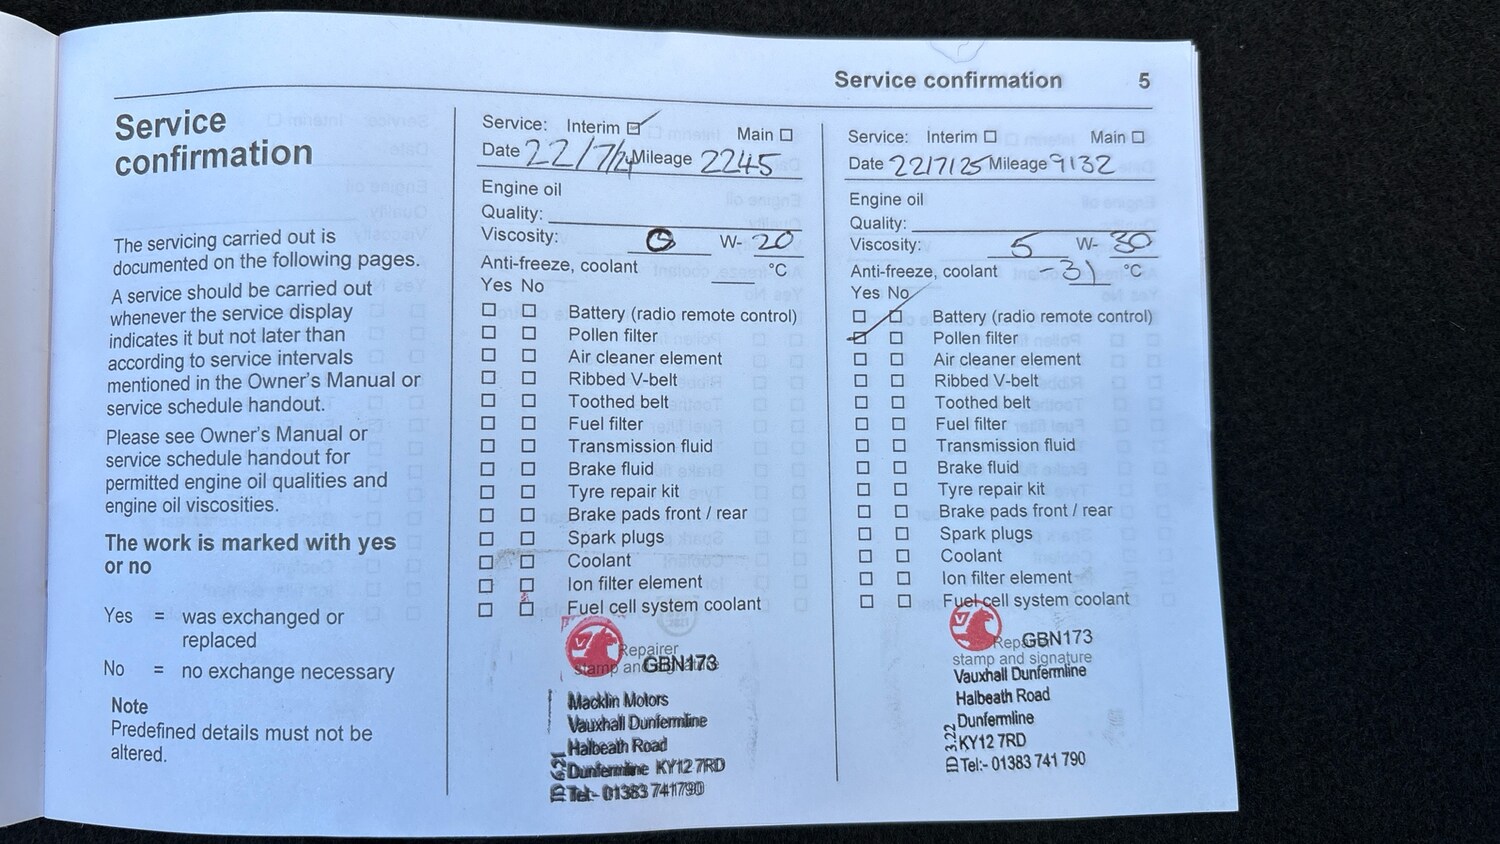 Service confirmation 5
Service
confirmation
The servicing carried out is
documented on the following pages.
A service should be carried out
whenever the service display
indicates it but not later than
according to service intervals
mentioned in the Owner's Manual or
service schedule handout.
Please see Owner's Manual or
service schedule handout for
permitted engine oil qualities and
engine oil viscosities.
The work is marked with yes
or no
Yes = was exchanged or
replaced
No = no exchange necessary
Note
Predefined details must not be
altered.
Service: Interim Main
Date 22/7/24 Mileage 2245
Engine oil
Quality:
Viscosity: 0 W- 20
Anti-freeze, coolant °C
Yes No
Battery (radio remote control)
Pollen filter
Air cleaner element
Ribbed V-belt
Toothed belt
Fuel filter
Transmission fluid
Brake fluid
Tyre repair kit
Brake pads front / rear
Spark plugs
Coolant
Ion filter element
Fuel cell system coolant
Repairer
GBN173
stamp and signature
Macklin Motors
Vauxhall Dunfermline
Halbeath Road
Dunfermline KY12 7RD
Tel:- 01383 741790
ID 6.21
Service: Interim Main
Date 22/7/25 Mileage 9132
Engine oil
Quality:
Viscosity: 5 W- 30
Anti-freeze, coolant -31 °C
Yes No
Battery (radio remote control)
Pollen filter
Air cleaner element
Ribbed V-belt
Toothed belt
Fuel filter
Transmission fluid
Brake fluid
Tyre repair kit
Brake pads front / rear
Spark plugs
Coolant
Ion filter element
Fuel cell system coolant
Repairer GBN173
stamp and signature
Vauxhall Dunfermline
Halbeath Road
Dunfermline
KY12 7RD
Tel:- 01383 741 790
ID 3.22